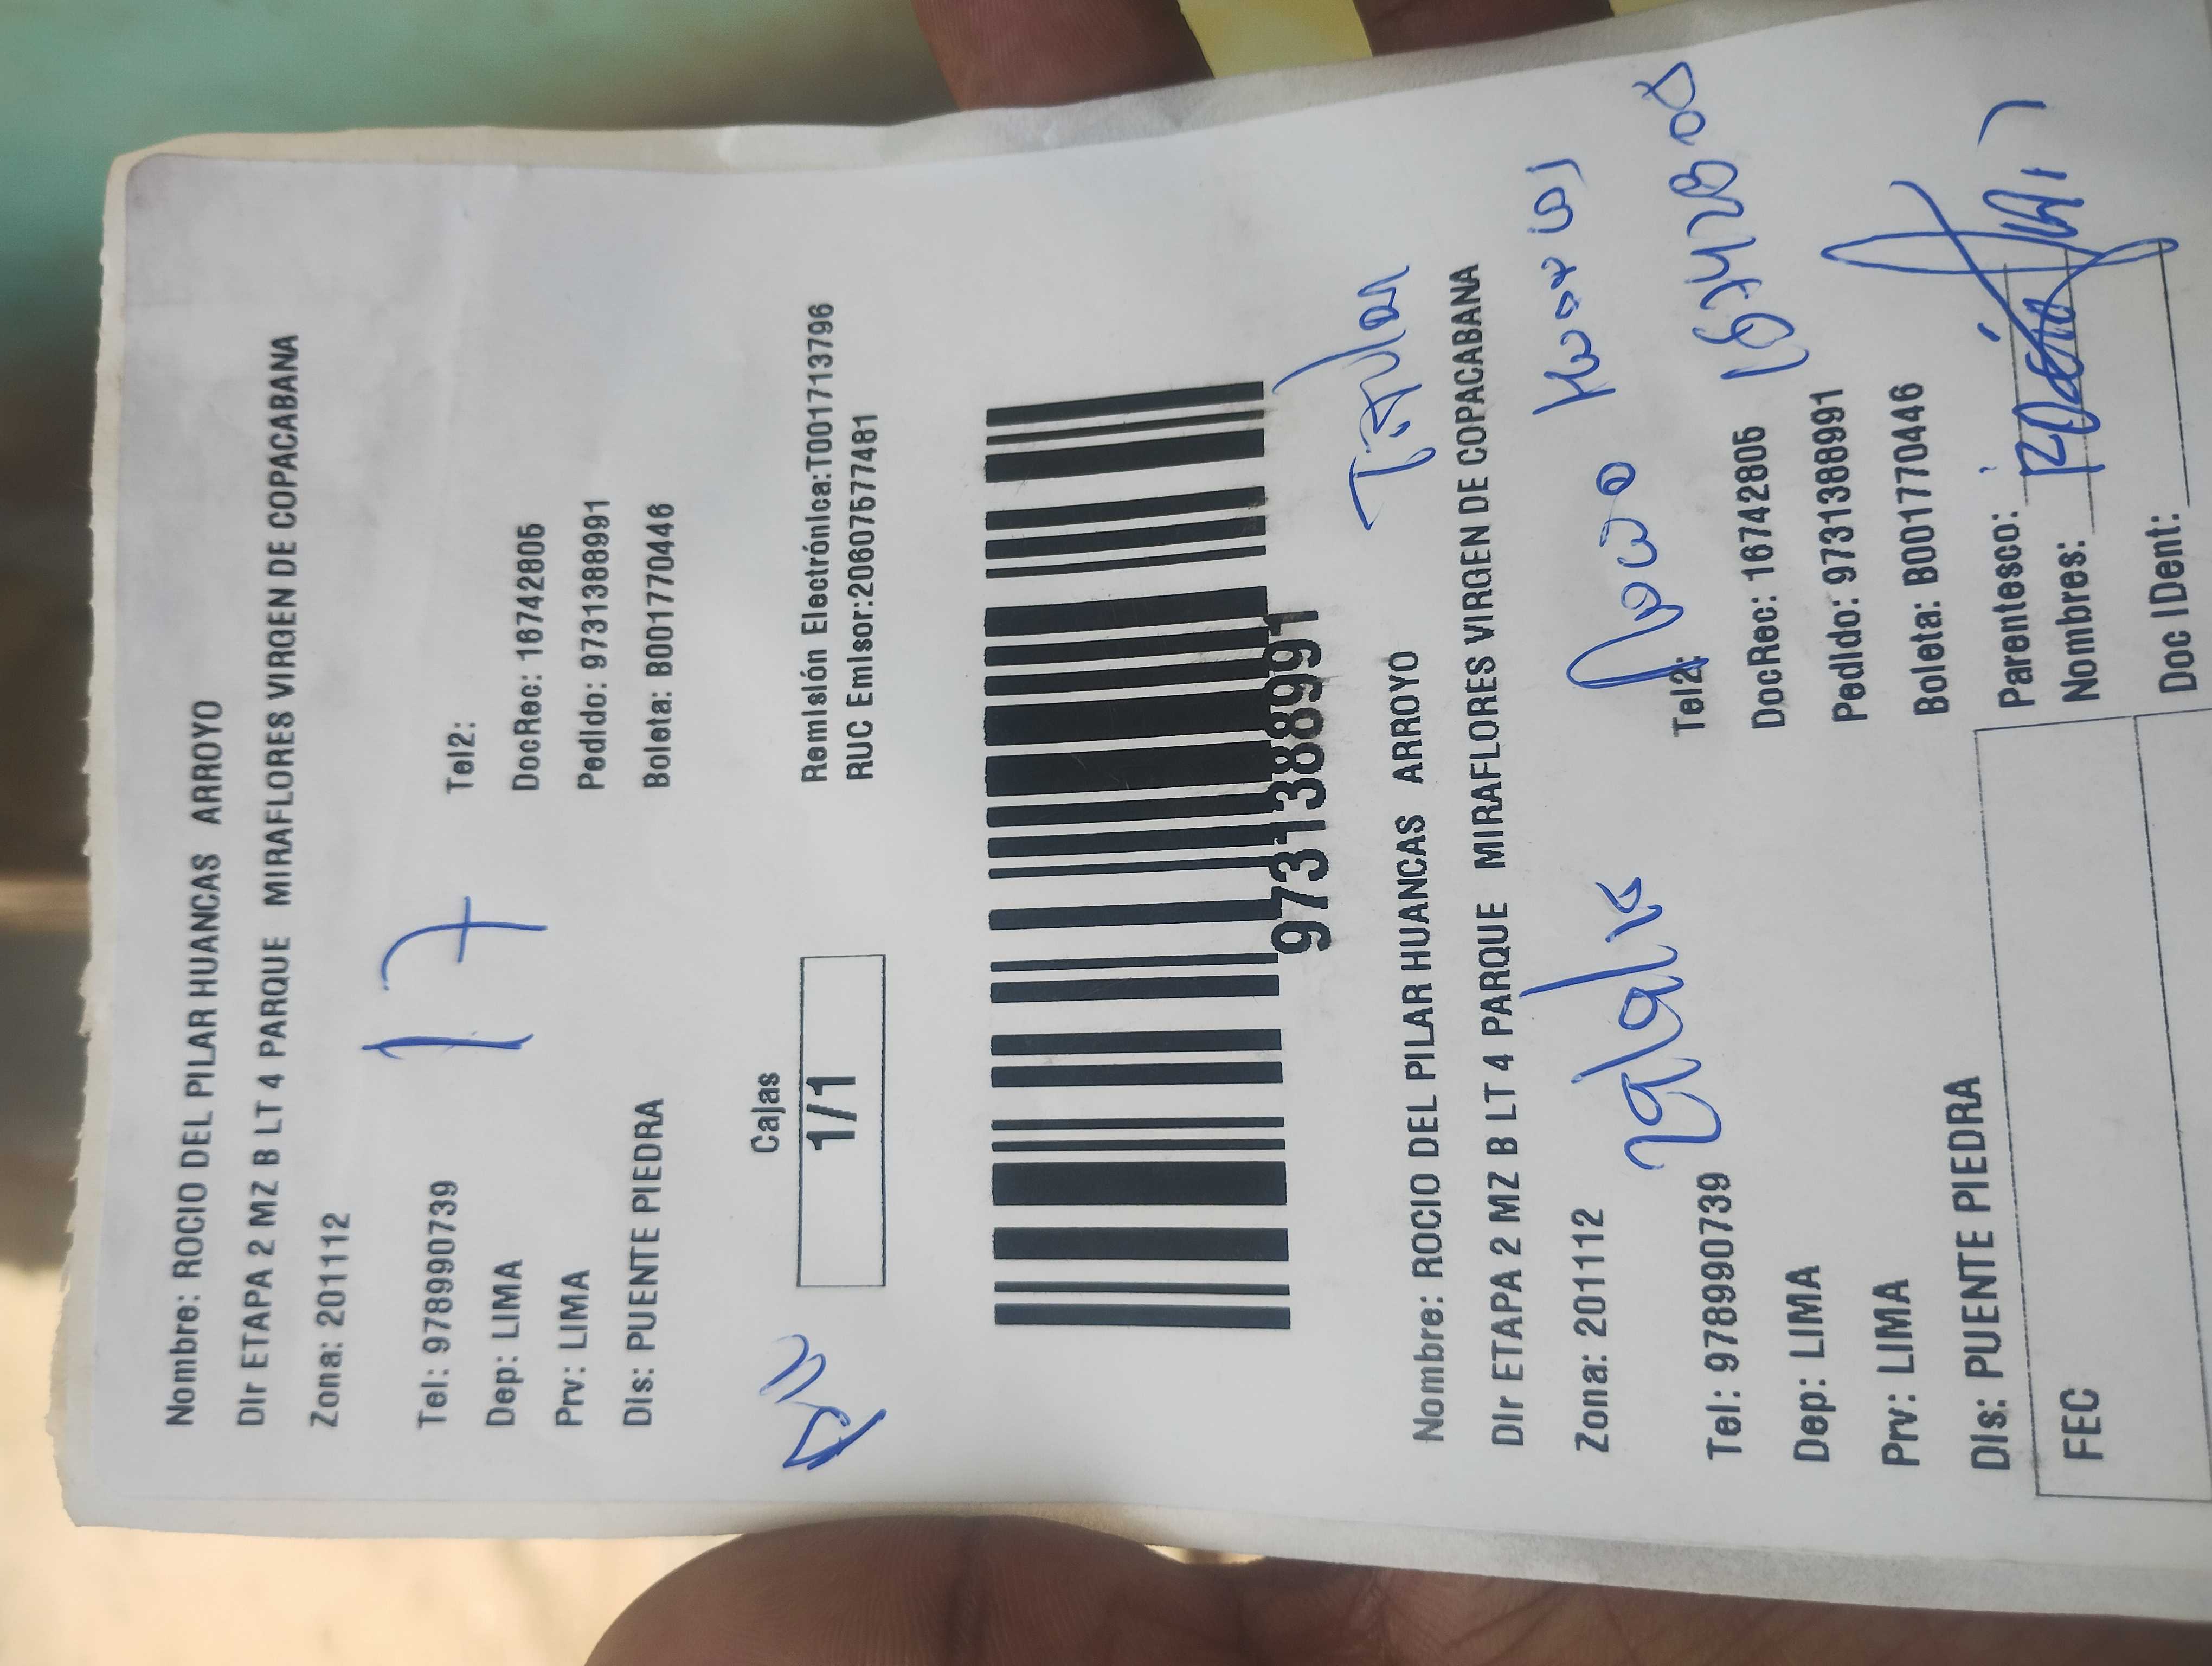 Nombre: ROCIO DEL PILAR HUANCAS ARROYO
Dir ETAPA 2 MZ B LT 4 PARQUE MIRAFLORES VIRGEN DE COPACABANA
Zona: 201112
17
Tel: 978990739 Tel2:
Dep: LIMA DocRec: 16742805
Prv: LIMA Pedido: 973138891
Dis: PUENTE PIEDRA Boleta: B001770446
Cajas
1/1
Remisión Electrónica:T001713796
RUC Emisor:20607577481
973138891
Titular
Nombre: ROCIO DEL PILAR HUANCAS ARROYO
Dir ETAPA 2 MZ B LT 4 PARQUE MIRAFLORES VIRGEN DE COPACABANA
Zona: 201112
Tel: 978990739 Tel2:
Dep: LIMA DocRec: 16742805
Prv: LIMA Pedido: 973138891
Dis: PUENTE PIEDRA Boleta: B001770446
FEC
Parentesco:
Nombres:
Doc IDent: